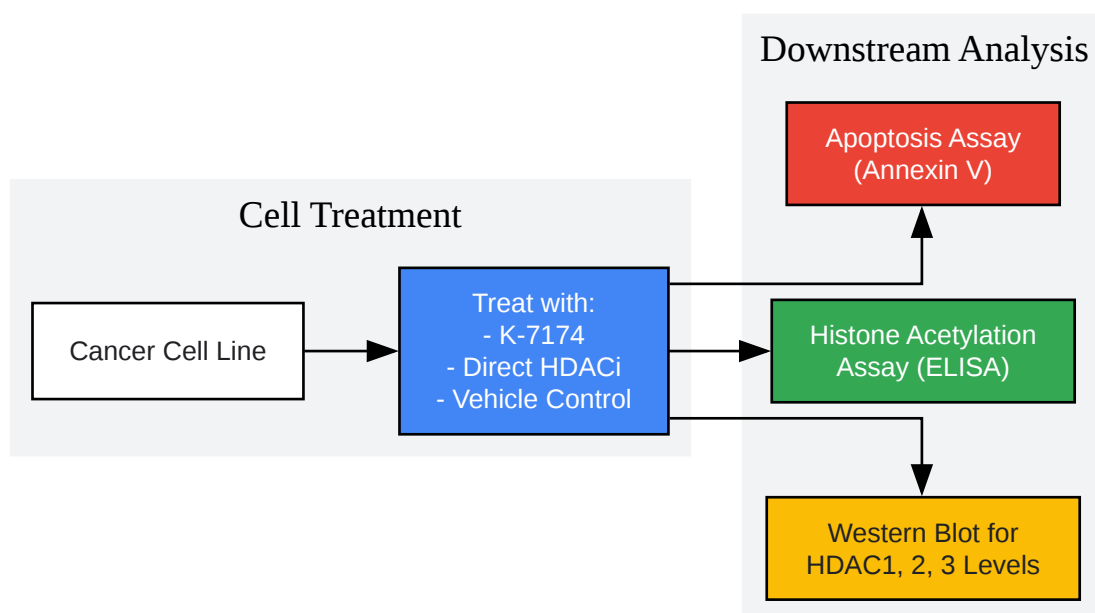 Cell Treatment
Cancer Cell Line
Treat with:
- K-7174
- Direct HDACi
- Vehicle Control
Downstream Analysis
Apoptosis Assay
(Annexin V)
Histone Acetylation
Assay (ELISA)
Western Blot for
HDAC1, 2, 3 Levels